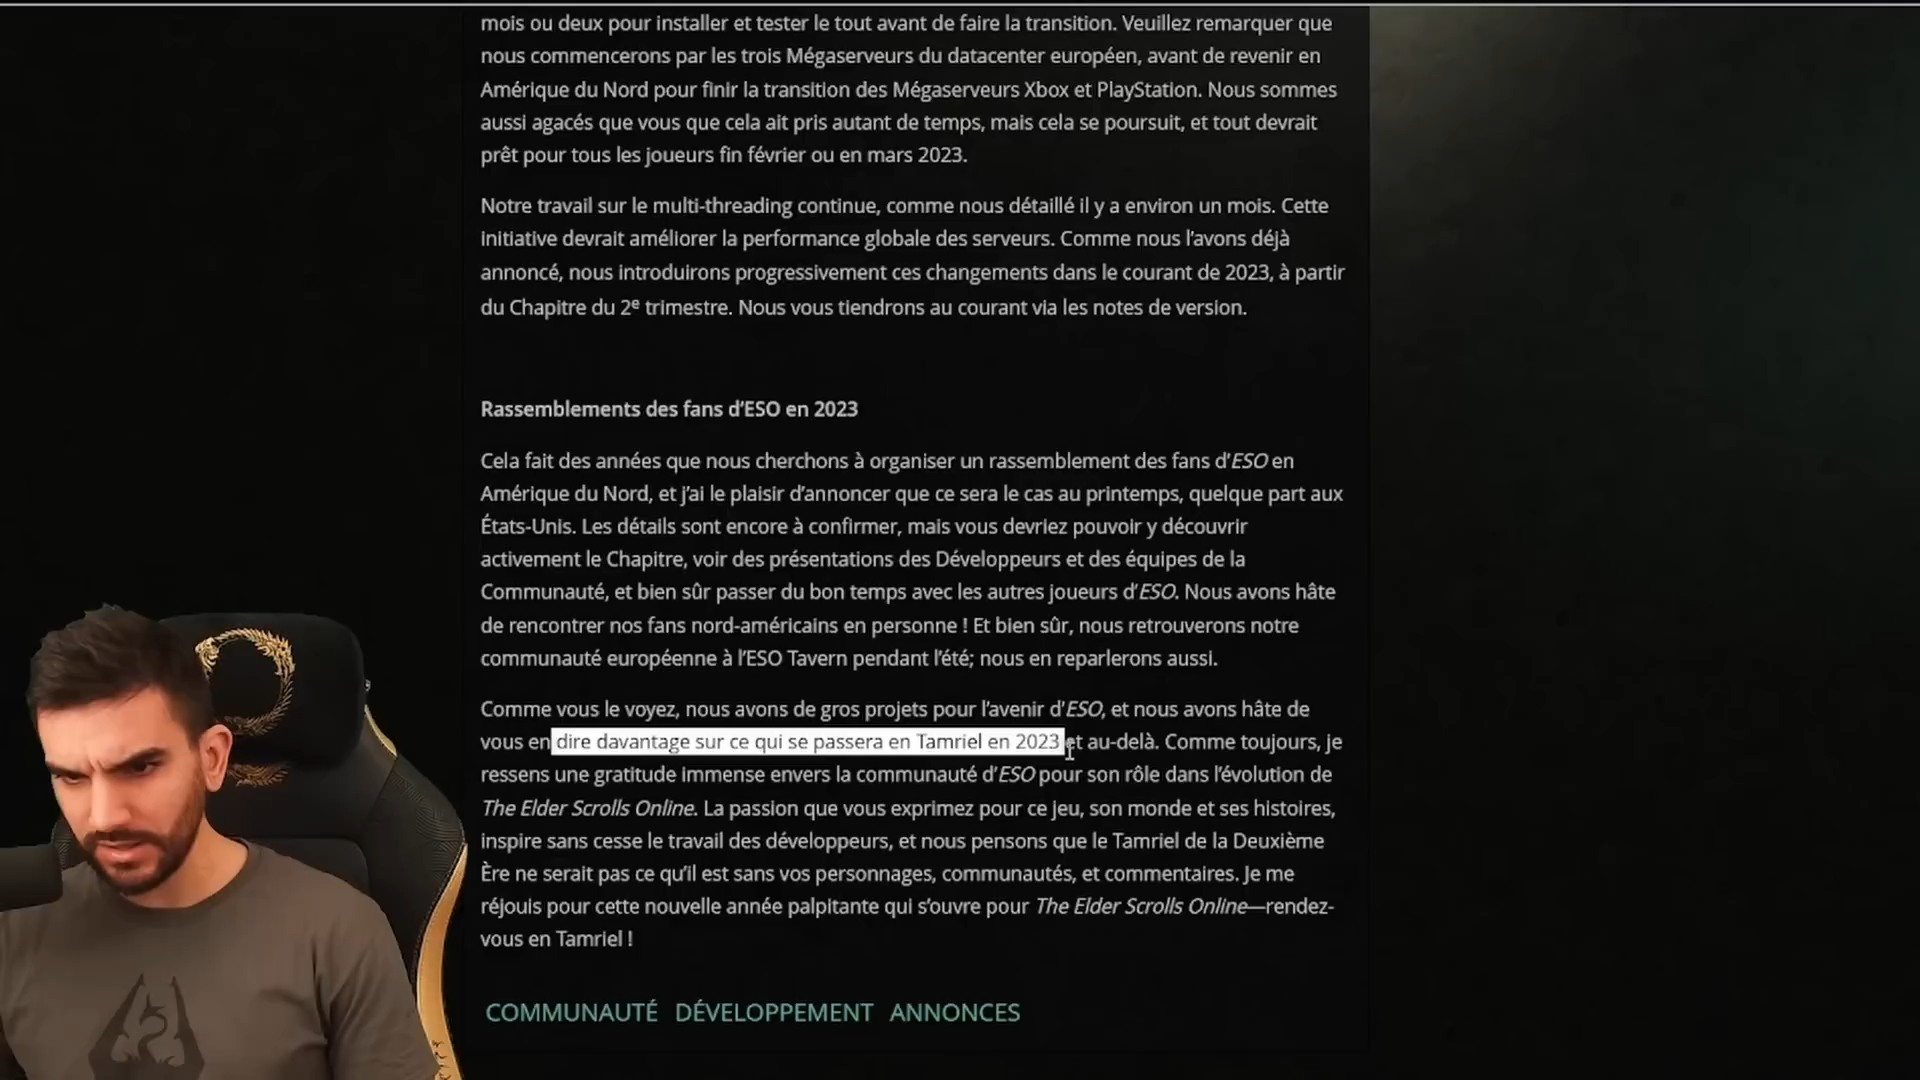 mois ou deux pour installer et tester le tout avant de faire la transition. Veuillez remarquer que
nous commencerons par les trois Mégaserveurs du datacenter européen, avant de revenir en
Amérique du Nord pour finir la transition des Mégaserveurs Xbox et PlayStation. Nous sommes
aussi agacés que vous que cela ait pris autant de temps, mais cela se poursuit, et tout devrait
prêt pour tous les joueurs fin février ou en mars 2023.
Notre travail sur le multi-threading continue, comme nous détaillé il y a environ un mois. Cette
initiative devrait améliorer la performance globale des serveurs. Comme nous l'avons déjà
annoncé, nous introduirons progressivement ces changements dans le courant de 2023, à partir
du Chapitre du 2e trimestre. Nous vous tiendrons au courant via les notes de version.
Rassemblements des fans d'ESO en 2023
Cela fait des années que nous cherchons à organiser un rassemblement des fans d'ESO en
Amérique du Nord, et j'ai le plaisir d'annoncer que ce sera le cas au printemps, quelque part aux
États-Unis. Les détails sont encore à confirmer, mais vous devriez pouvoir y découvrir
activement le Chapitre, voir des présentations des Développeurs et des équipes de la
Communauté, et bien sûr passer du bon temps avec les autres joueurs d'ESO. Nous avons hâte
de rencontrer nos fans nord-américains en personne ! Et bien sûr, nous retrouverons notre
communauté européenne à l'ESO Tavern pendant l'été; nous en reparlerons aussi.
Comme vous le voyez, nous avons de gros projets pour l'avenir d'ESO, et nous avons hâte de
vous en dire davantage sur ce qui se passera en Tamriel en 2023 et au-delà. Comme toujours, je
ressens une gratitude immense envers la communauté d'ESO pour son rôle dans l'évolution de
The Elder Scrolls Online. La passion que vous exprimez pour ce jeu, son monde et ses histoires,
inspire sans cesse le travail des développeurs, et nous pensons que le Tamriel de la Deuxième
Ère ne serait pas ce qu'il est sans vos personnages, communautés, et commentaires. Je me
réjouis pour cette nouvelle année palpitante qui s'ouvre pour The Elder Scrolls Online—rendez-
vous en Tamriel !
COMMUNAUTÉ DÉVELOPPEMENT ANNONCES